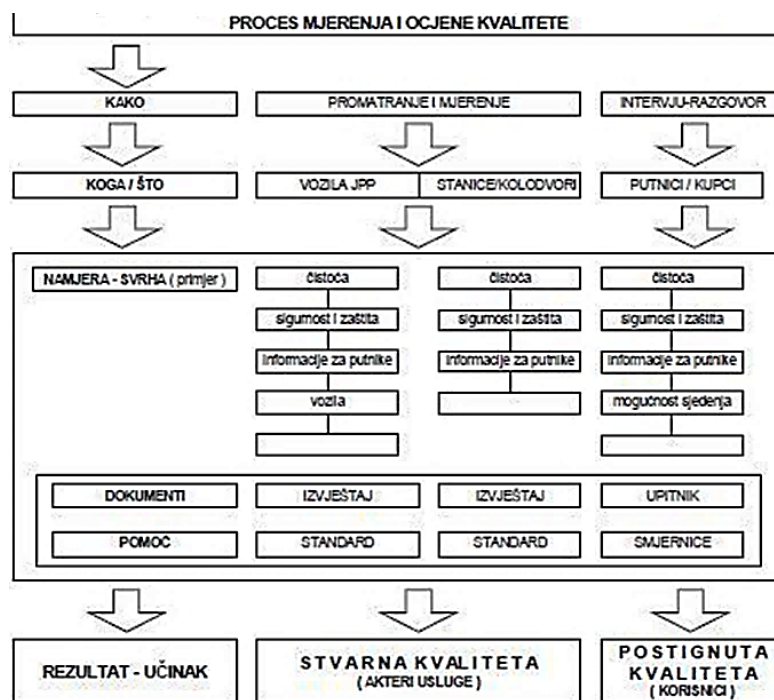 PROCES MJERENJA I OCJENE KVALITETE
KAKO
PROMATRANJE I MJERENJE
INTERVJU-RAZGOVOR
KOGA / ŠTO
VOZILA JPP
STANICE/KOLODVORI
PUTNICI / KUPCI
NAMJERA - SVRHA ( primjer )
čistoća
čistoća
čistoća
sigurnost i zaštita
sigurnost i zaštita
sigurnost i zaštita
informacije za putnike
informacije za putnike
informacije za putnike
vozila
mogućnost sjedenja
DOKUMENTI
IZVJEŠTAJ
IZVJEŠTAJ
UPITNIK
POMOĆ
STANDARD
STANDARD
SMJERNICE
REZULTAT - UČINAK
STVARNA KVALITETA
( AKTERI USLUGE )
POSTIGNUTA
KVALITETA
( KORISNICI )